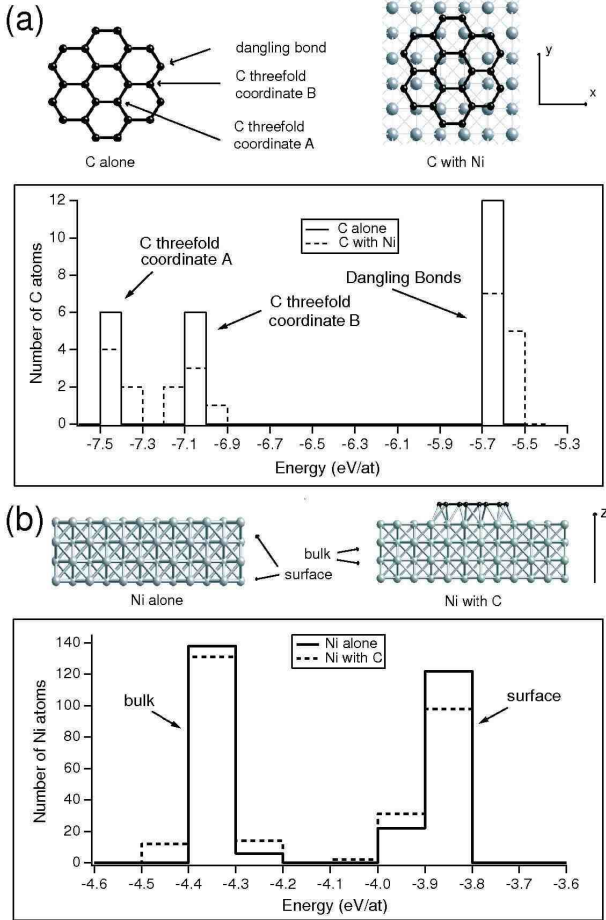 (a)
dangling bond
C threefold
coordinate B
C threefold
coordinate A
C alone
C with Ni
y
x
12
10
8
6
4
2
0
Number of C atoms
C alone
C with Ni
C threefold
coordinate A
C threefold
coordinate B
Dangling Bonds
-7.5 -7.3 -7.1 -6.9 -6.7 -6.5 -6.3 -6.1 -5.9 -5.7 -5.5 -5.3
Energy (eV/at)
(b)
z
bulk
surface
Ni alone
Ni with C
140
120
100
80
60
40
20
0
Number of Ni atoms
Ni alone
Ni with C
bulk
surface
-4.6 -4.5 -4.4 -4.3 -4.2 -4.1 -4.0 -3.9 -3.8 -3.7 -3.6
Energy (eV/at)